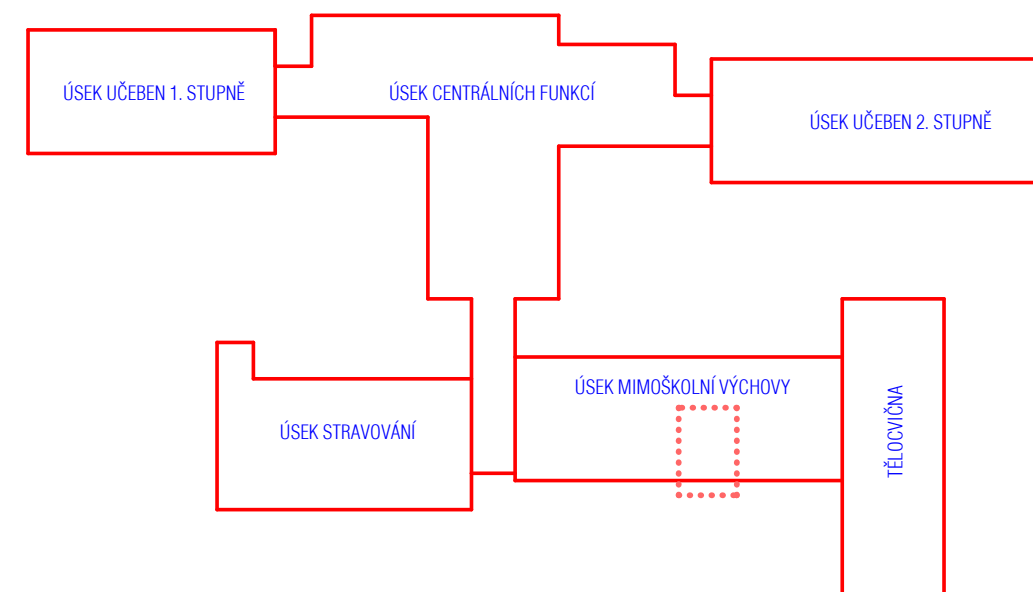 ÚSEK UČEBEN 1. STUPNĚ
ÚSEK CENTRÁLNÍCH FUNKCÍ
ÚSEK UČEBEN 2. STUPNĚ
ÚSEK MIMOŠKOLNÍ VÝCHOVY
ÚSEK STRAVOVÁNÍ
TĚLOCVIČNA